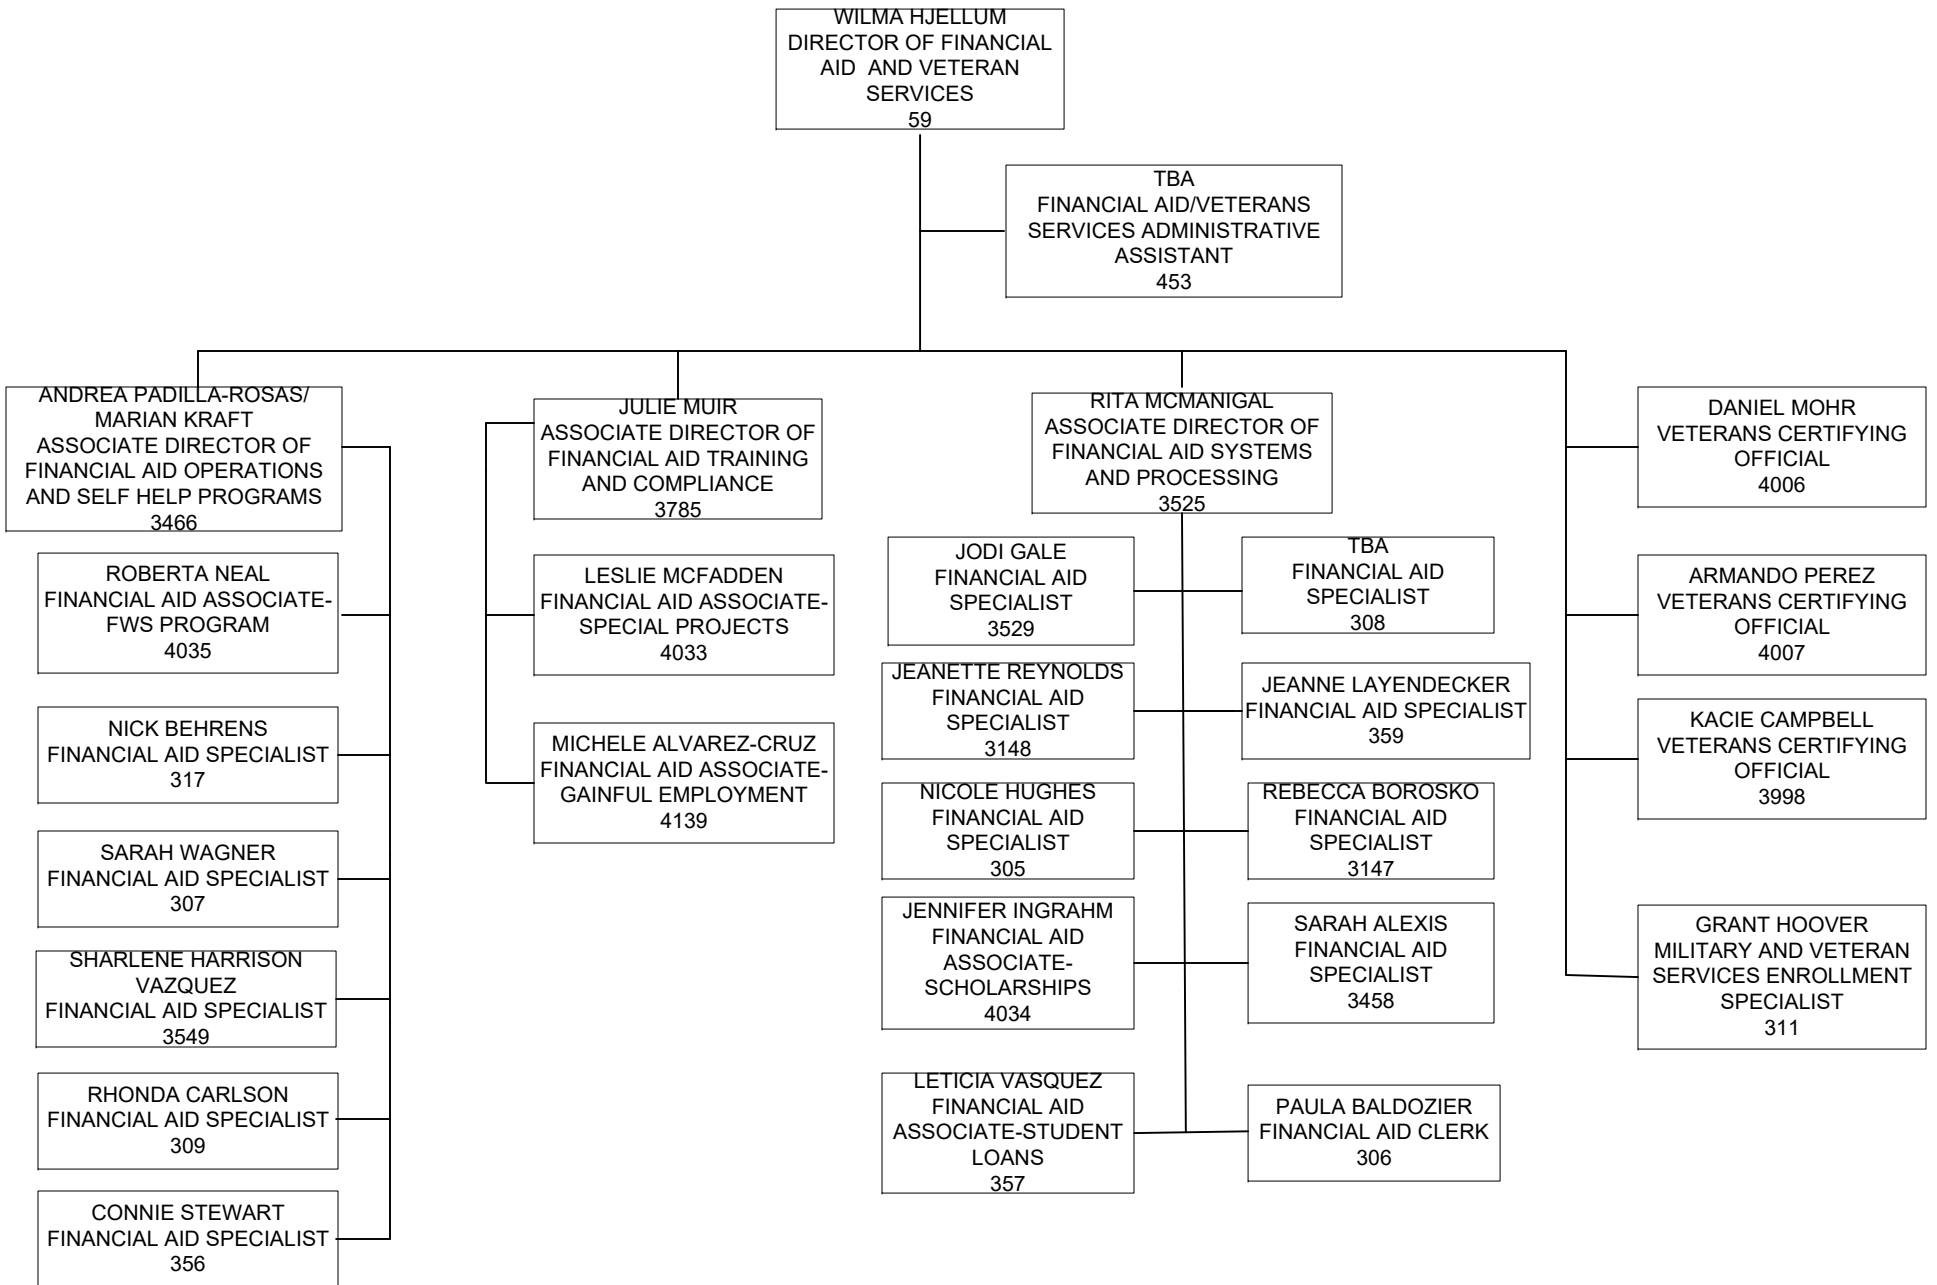 WILMA HJELLUM
DIRECTOR OF FINANCIAL
AID AND VETERAN
SERVICES
59
TBA
FINANCIAL AID/VETERANS
SERVICES ADMINISTRATIVE
ASSISTANT
453
ANDREA PADILLA-ROSAS/
MARIAN KRAFT
ASSOCIATE DIRECTOR OF
FINANCIAL AID OPERATIONS
AND SELF HELP PROGRAMS
3466
ROBERTA NEAL
FINANCIAL AID ASSOCIATE-
FWS PROGRAM
4035
NICK BEHRENS
FINANCIAL AID SPECIALIST
317
SARAH WAGNER
FINANCIAL AID SPECIALIST
307
SHARLENE HARRISON
VAZQUEZ
FINANCIAL AID SPECIALIST
3549
RHONDA CARLSON
FINANCIAL AID SPECIALIST
309
CONNIE STEWART
FINANCIAL AID SPECIALIST
356
JULIE MUIR
ASSOCIATE DIRECTOR OF
FINANCIAL AID TRAINING
AND COMPLIANCE
3785
LESLIE MCFADDEN
FINANCIAL AID ASSOCIATE-
SPECIAL PROJECTS
4033
MICHELE ALVAREZ-CRUZ
FINANCIAL AID ASSOCIATE-
GAINFUL EMPLOYMENT
4139
RITA MCMANIGAL
ASSOCIATE DIRECTOR OF
FINANCIAL AID SYSTEMS
AND PROCESSING
3525
JODI GALE
FINANCIAL AID
SPECIALIST
3529
TBA
FINANCIAL AID
SPECIALIST
308
JEANETTE REYNOLDS
FINANCIAL AID
SPECIALIST
3148
JEANNE LAYENDECKER
FINANCIAL AID SPECIALIST
359
NICOLE HUGHES
FINANCIAL AID
SPECIALIST
305
REBECCA BOROSKO
FINANCIAL AID
SPECIALIST
3147
JENNIFER INGRAHM
FINANCIAL AID
ASSOCIATE-
SCHOLARSHIPS
4034
SARAH ALEXIS
FINANCIAL AID
SPECIALIST
3458
LETICIA VASQUEZ
FINANCIAL AID
ASSOCIATE-STUDENT
LOANS
357
PAULA BALDOZIER
FINANCIAL AID CLERK
306
DANIEL MOHR
VETERANS CERTIFYING
OFFICIAL
4006
ARMANDO PEREZ
VETERANS CERTIFYING
OFFICIAL
4007
KACIE CAMPBELL
VETERANS CERTIFYING
OFFICIAL
3998
GRANT HOOVER
MILITARY AND VETERAN
SERVICES ENROLLMENT
SPECIALIST
311